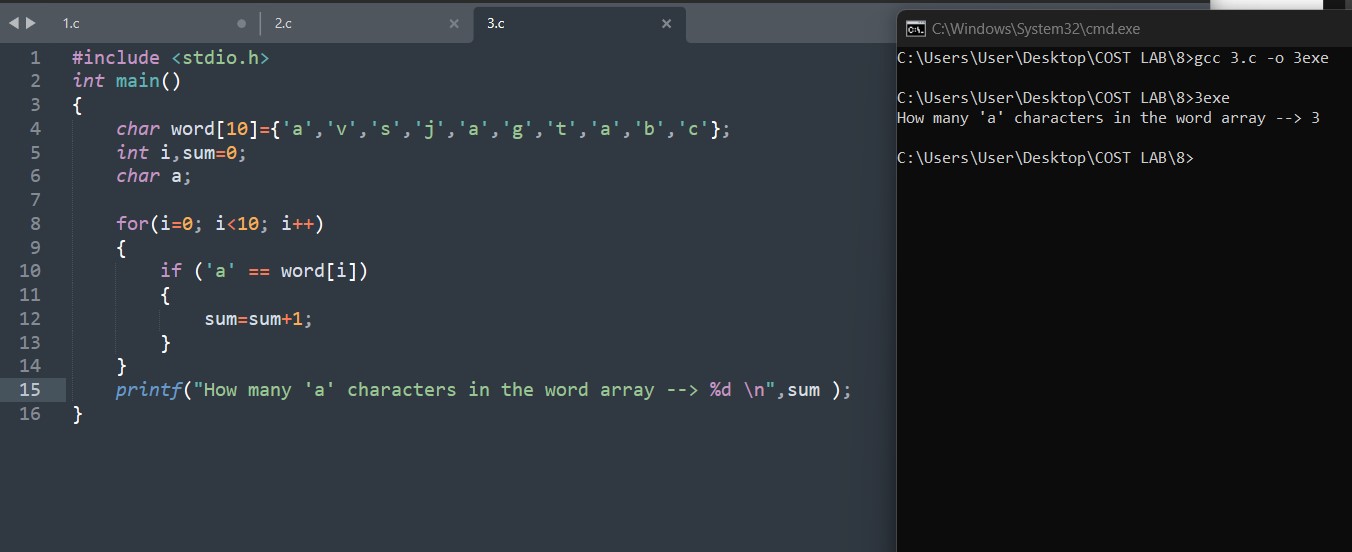 1.c
2.c
3.c
1 #include <stdio.h>
2 int main()
3 {
4     char word[10]={'a','v','s','j','a','g','t','a','b','c'};
5     int i,sum=0;
6     char a;
7
8     for(i=0; i<10; i++)
9     {
10         if ('a' == word[i])
11         {
12             sum=sum+1;
13         }
14     }
15     printf("How many 'a' characters in the word array --> %d \n",sum );
16 }
C:\Windows\System32\cmd.exe
C:\Users\User\Desktop\COST LAB\8>gcc 3.c -o 3exe
C:\Users\User\Desktop\COST LAB\8>3exe
How many 'a' characters in the word array --> 3
C:\Users\User\Desktop\COST LAB\8>